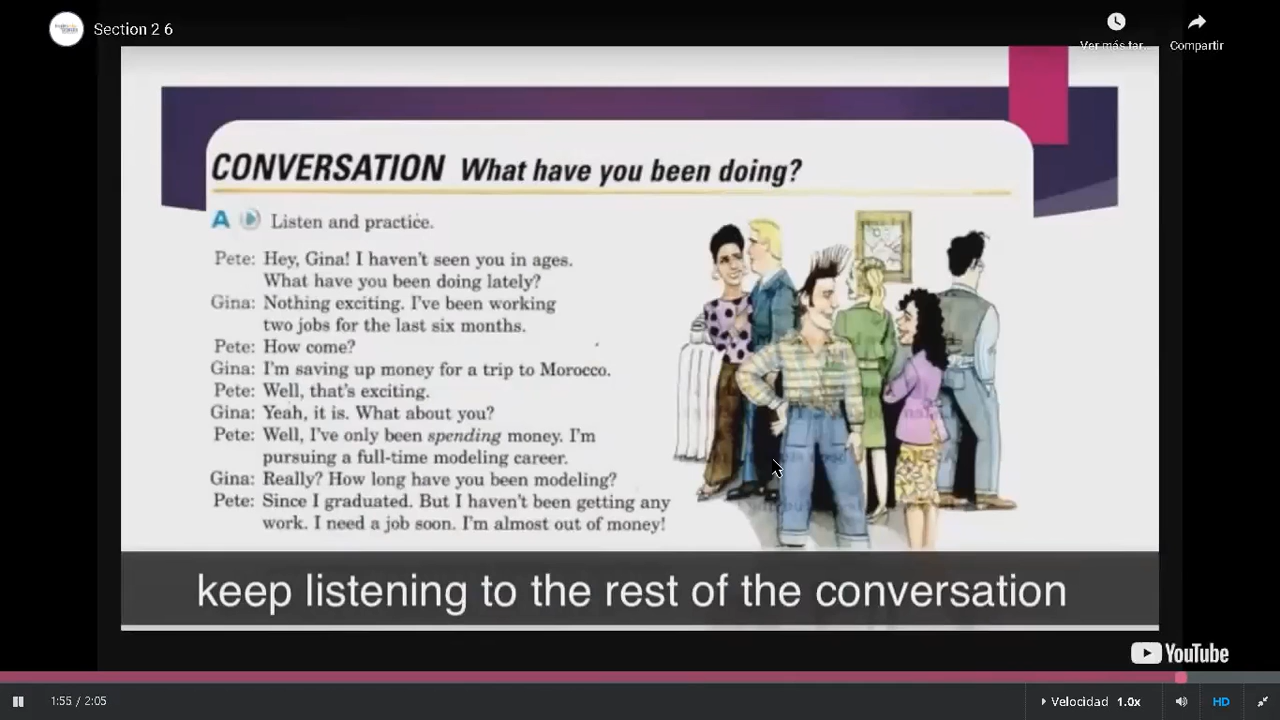 Section 2 6
Ver más tar...
Compartir
CONVERSATION What have you been doing?
A Listen and practice.
Pete: Hey, Gina! I haven't seen you in ages.
What have you been doing lately?
Gina: Nothing exciting. I've been working
two jobs for the last six months.
Pete: How come?
Gina: I'm saving up money for a trip to Morocco.
Pete: Well, that's exciting.
Gina: Yeah, it is. What about you?
Pete: Well, I've only been spending money. I'm
pursuing a full-time modeling career.
Gina: Really? How long have you been modeling?
Pete: Since I graduated. But I haven't been getting any
work. I need a job soon. I'm almost out of money!
keep listening to the rest of the conversation
YouTube
1:55 / 2:05
Velocidad 1.0x
HD